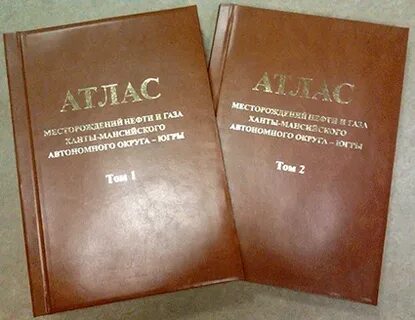 АТЛАС
МЕСТОРОЖДЕНИЙ НЕФТИ И ГАЗА
ХАНТЫ-МАНСИЙСКОГО
АВТОНОМНОГО ОКРУГА – ЮГРЫ
Том 1
АТЛАС
МЕСТОРОЖДЕНИЙ НЕФТИ И ГАЗА
ХАНТЫ-МАНСИЙСКОГО
АВТОНОМНОГО ОКРУГА – ЮГРЫ
Том 2